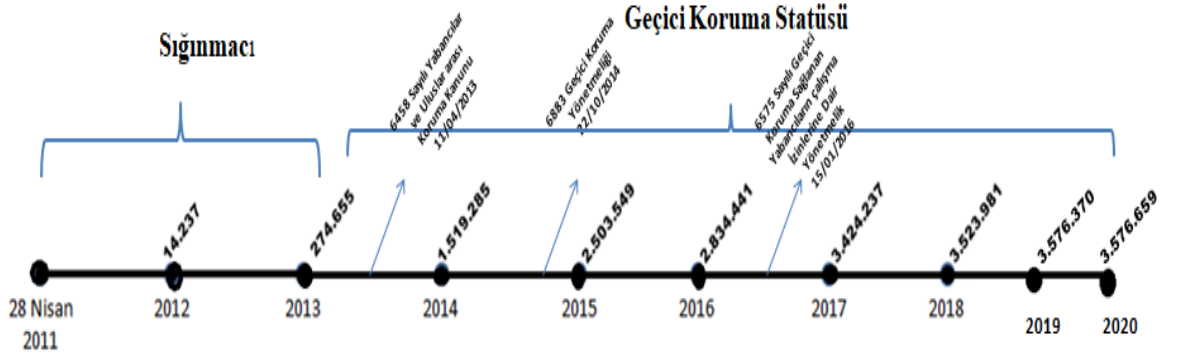 Sığınmacı
Geçici Koruma Statüsü
6458 Sayılı Yabancılar
ve Uluslar arası
Koruma Kanunu
11/04/2013
6883 Geçici Koruma
Yönetmeliği
22/10/2014
6575 Sayılı Geçici
Koruma Sağlanan
Yabancıların çalışma
İzinlerine Dair
Yönetmelik
15/01/2016
14.237
274.655
1.519.285
2.503.549
2.834.441
3.424.237
3.523.981
3.576.370
3.576.659
28 Nisan
2011
2012
2013
2014
2015
2016
2017
2018
2019
2020